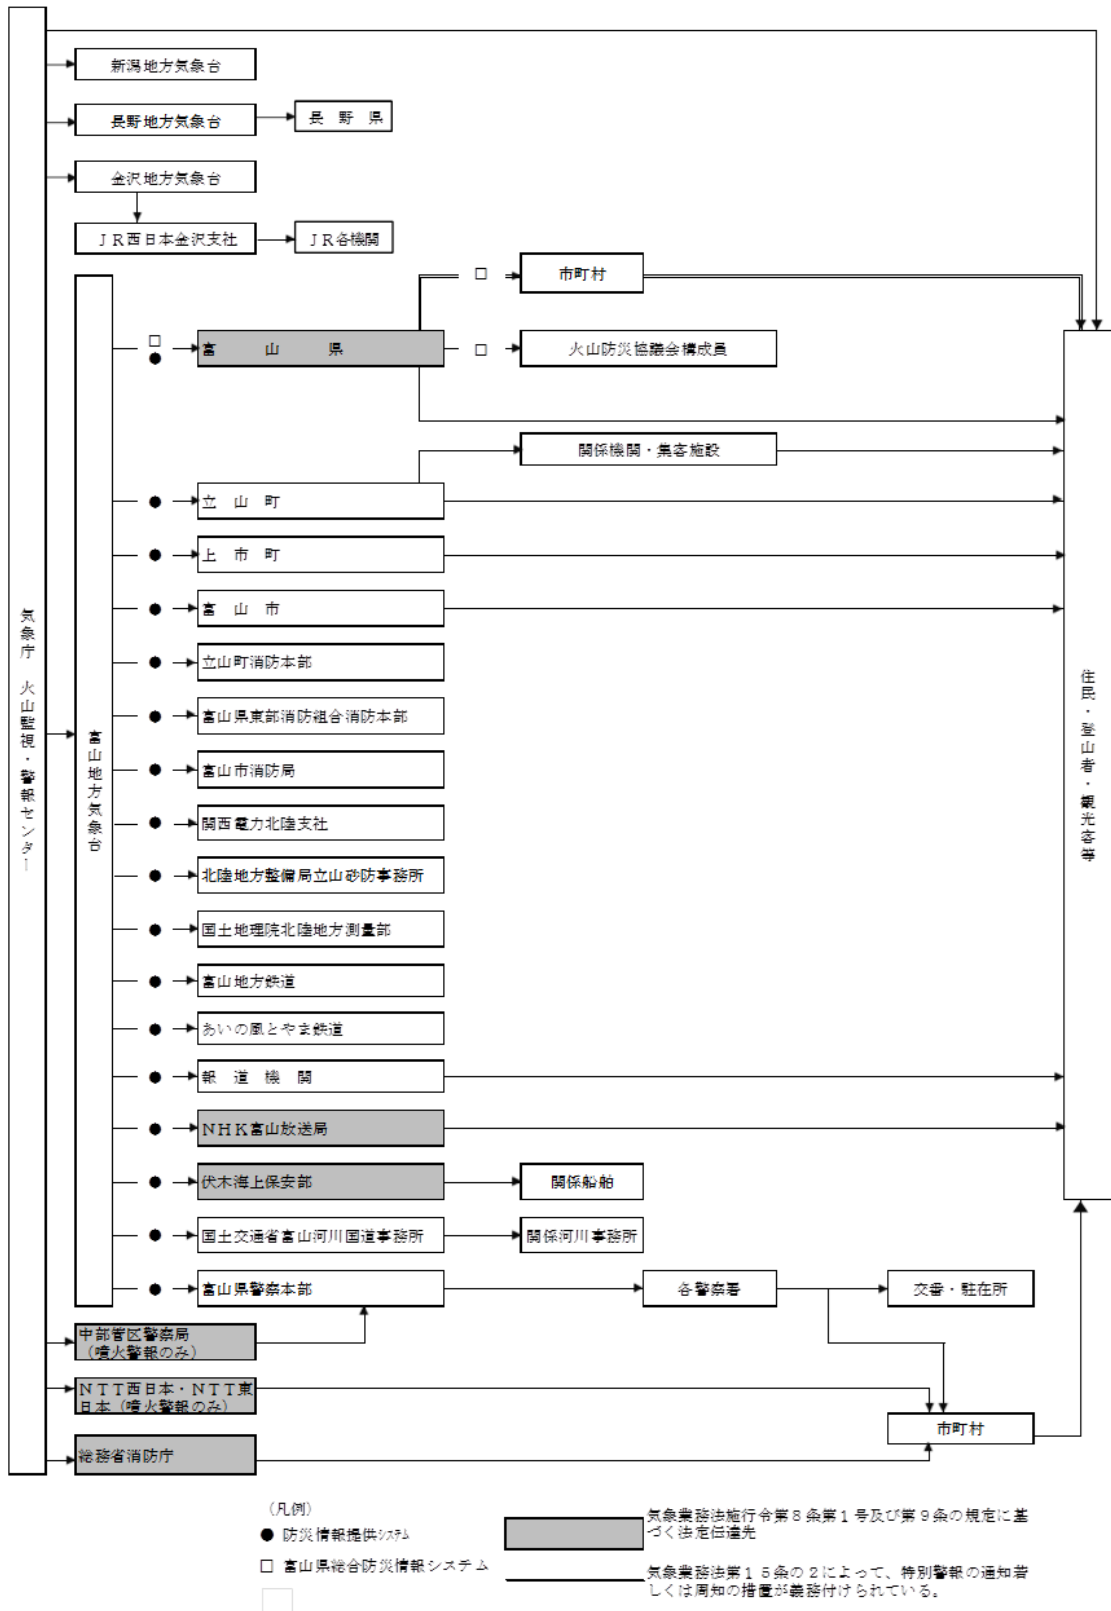 新潟地方気象台
長野地方気象台
長 野 県
金沢地方気象台
ＪＲ西日本金沢支社
ＪＲ各機関
気象庁 火山監視・警報センター
富山地方気象台
□
市町村
□
●
富 山 県
□
火山防災協議会構成員
関係機関・集客施設
● 立 山 町
● 上 市 町
● 富 山 市
● 立山町消防本部
● 富山県東部消防組合消防本部
● 富山市消防局
● 関西電力北陸支社
● 北陸地方整備局立山砂防事務所
● 国土地理院北陸地方測量部
● 富山地方鉄道
● あいの風とやま鉄道
● 報 道 機 関
● ＮＨＫ富山放送局
● 伏木海上保安部
関係船舶
● 国土交通省富山河川国道事務所
関係河川事務所
● 富山県警察本部
各警察署
交番・駐在所
住民・登山者・観光客等
中部管区警察局
（噴火警報のみ）
ＮＴＴ西日本・ＮＴＴ東
日本（噴火警報のみ）
市町村
総務省消防庁
（凡例）
● 防災情報提供システム
□ 富山県総合防災情報システム
気象業務法施行令第８条第１号及び第９条の規定に基
づく法定伝達先
気象業務法第１５条の２によって、特別警報の通知若
しくは周知の措置が義務付けられている。